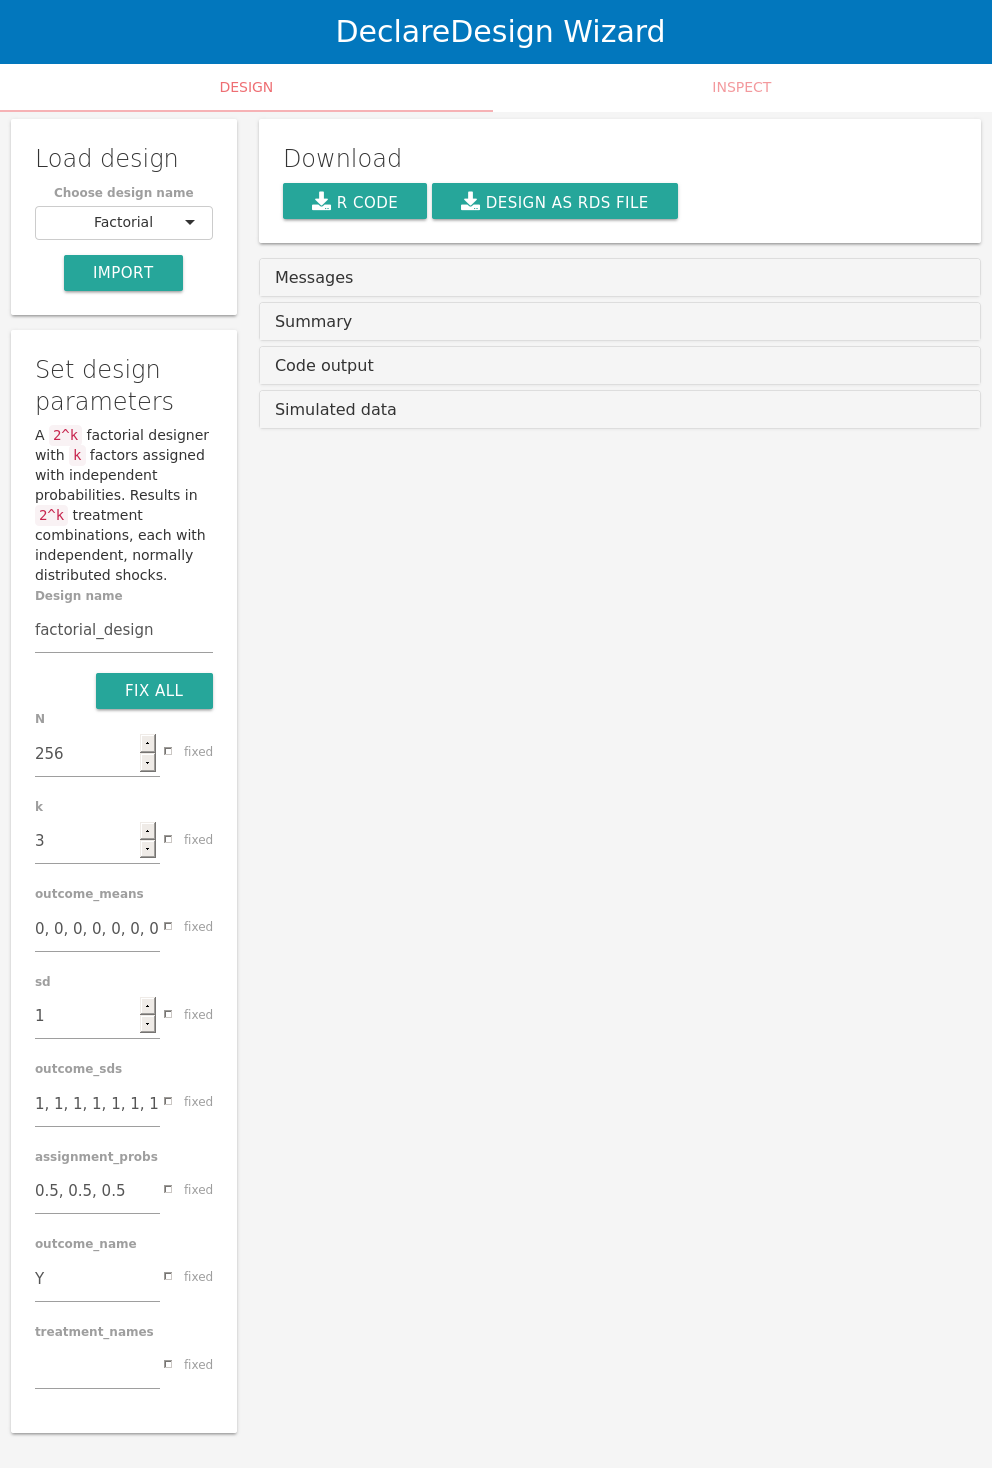 DeclareDesign Wizard
DESIGN
INSPECT
Load design
Choose design name
Factorial
IMPORT
Set design
parameters
A 2^k factorial designer
with k factors assigned
with independent
probabilities. Results in
2^k treatment
combinations, each with
independent, normally
distributed shocks.
Design name
factorial_design
FIX ALL
N
256
fixed
k
3
fixed
outcome_means
0, 0, 0, 0, 0, 0, 0
fixed
sd
1
fixed
outcome_sds
1, 1, 1, 1, 1, 1, 1
fixed
assignment_probs
0.5, 0.5, 0.5
fixed
outcome_name
Y
fixed
treatment_names
fixed
Download
R CODE
DESIGN AS RDS FILE
Messages
Summary
Code output
Simulated data